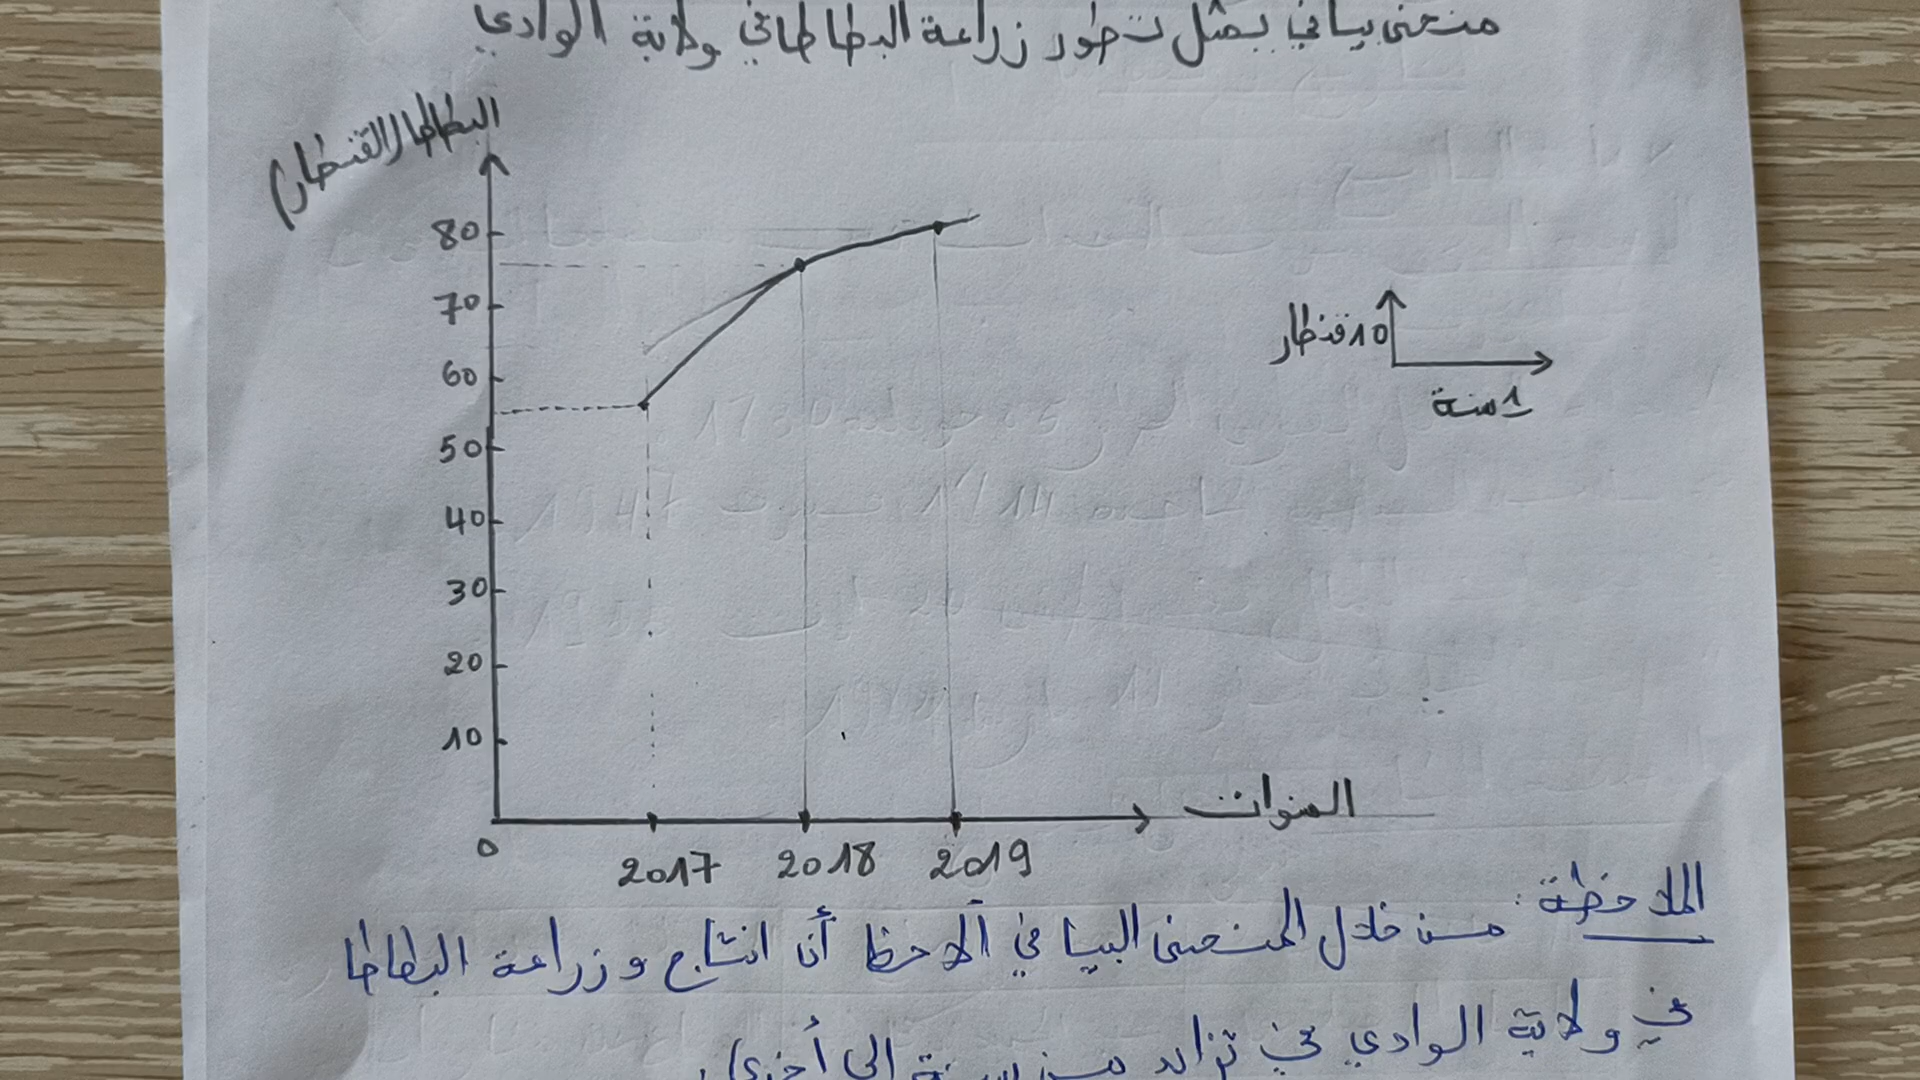 منحنى بياني يمثل تطور زراعة البطاطا في ولاية الوادي
البطاطا (القنطار)
80
70
60
50
40
30
20
10
0
2017 2018 2019
السنوات
10 قنطار
1 سنة
الملاحظة: من خلال المنحنى البياني ألاحظ أن انتاج و زراعة البطاطا
في ولاية الوادي في تزايد من سنة إلى أخرى.